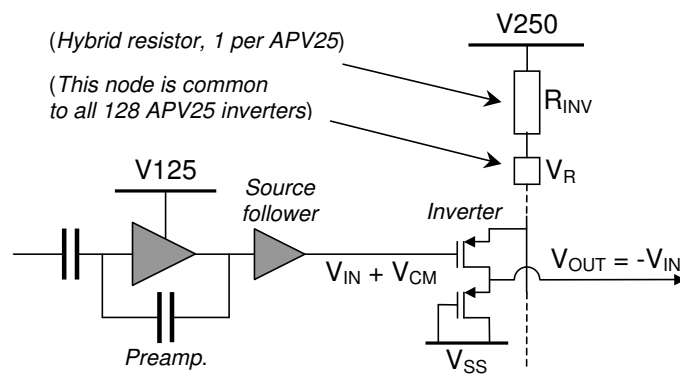 (Hybrid resistor, 1 per APV25)
V250
(This node is common
to all 128 APV25 inverters)
R_INV
V_R
V125
Source
follower
Inverter
V_IN + V_CM
V_OUT = -V_IN
Preamp.
V_SS